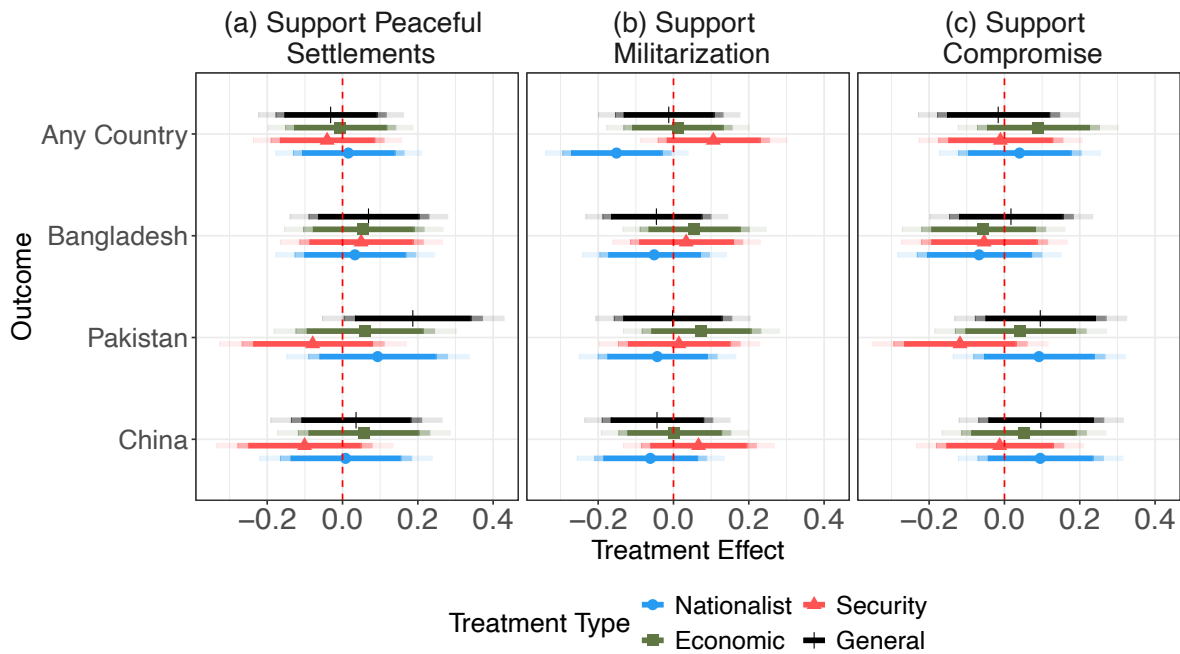 (a) Support Peaceful
Settlements
(b) Support
Militarization
(c) Support
Compromise
Outcome
Any Country
Bangladesh
Pakistan
China
−0.2 0.0 0.2 0.4
−0.2 0.0 0.2 0.4
−0.2 0.0 0.2 0.4
Treatment Effect
Treatment Type
Nationalist
Security
Economic
General